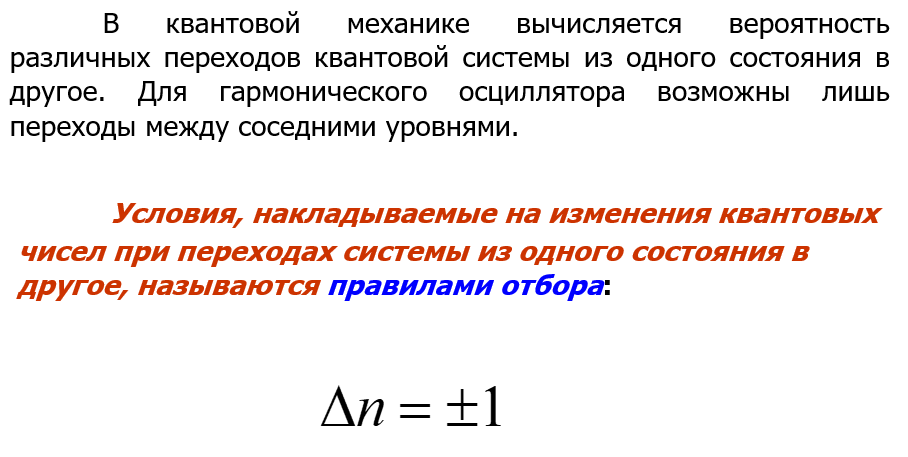 В квантовой механике вычисляется вероятность
различных переходов квантовой системы из одного состояния в
другое. Для гармонического осциллятора возможны лишь
переходы между соседними уровнями.
Условия, накладываемые на изменения квантовых
чисел при переходах системы из одного состояния в
другое, называются правилами отбора:
Δn = ±1